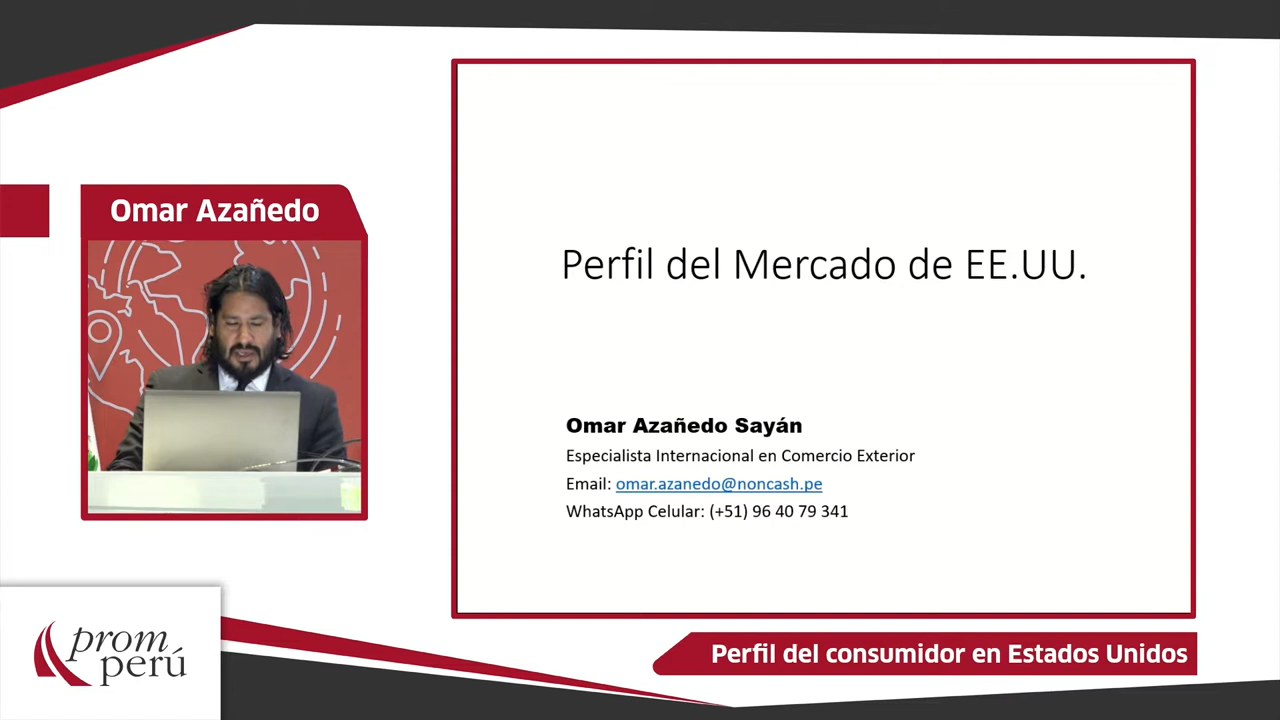 Omar Azañedo
Perfil del Mercado de EE.UU.
Omar Azañedo Sayán
Especialista Internacional en Comercio Exterior
Email: omar.azanedo@noncash.pe
WhatsApp Celular: (+51) 96 40 79 341
prom
perú
Perfil del consumidor en Estados Unidos